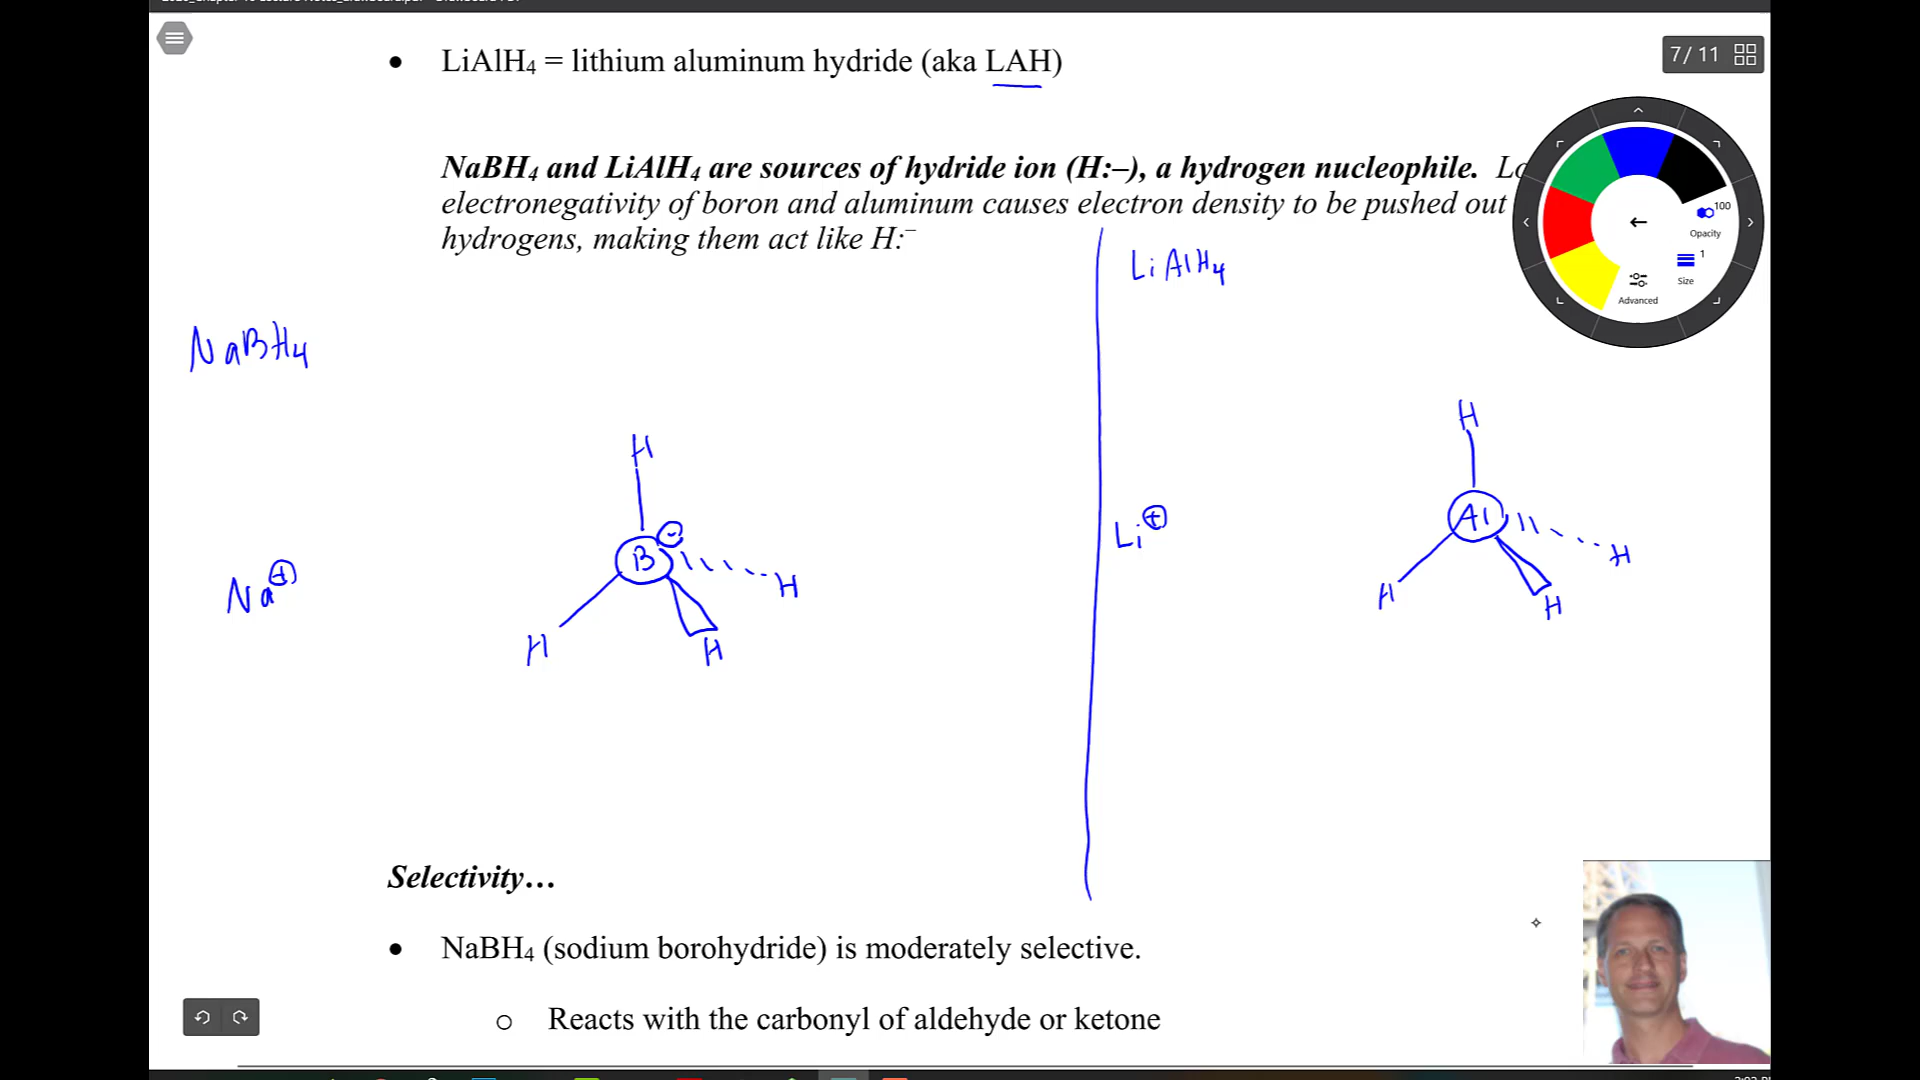 7 / 11
• LiAlH₄ = lithium aluminum hydride (aka LAH)
NaBH₄ and LiAlH₄ are sources of hydride ion (H:–), a hydrogen nucleophile.
electronegativity of boron and aluminum causes electron density to be pushed out
hydrogens, making them act like H:⁻
100
Opacity
1
Size
Advanced
LiAlH₄
NaBH₄
H
H
Al
Li⊕
H
H
H
B⊖
H
Na⊕
H
H
Selectivity…
• NaBH₄ (sodium borohydride) is moderately selective.
o Reacts with the carbonyl of aldehyde or ketone